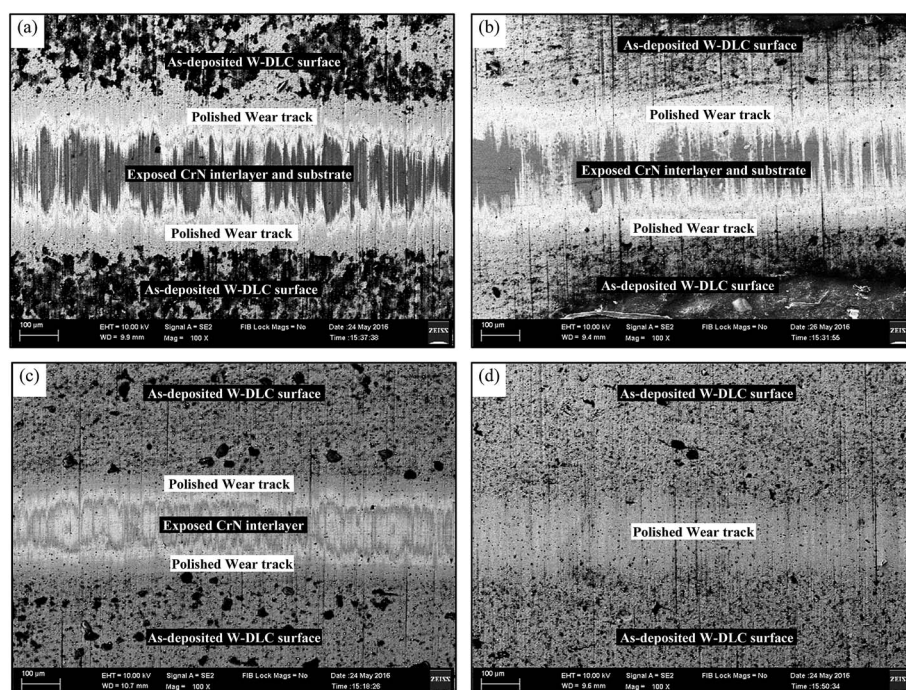 (a)
As-deposited W-DLC surface
Polished Wear track
Exposed CrN interlayer and substrate
Polished Wear track
As-deposited W-DLC surface
100 μm
EHT = 10.00 kV Signal A = SE2 FIB Lock Mags = No Date :24 May 2016
WD = 9.9 mm Mag = 100 X Time :15:37:38
ZEISS
(b)
As-deposited W-DLC surface
Polished Wear track
Exposed CrN interlayer and substrate
Polished Wear track
As-deposited W-DLC surface
100 μm
EHT = 10.00 kV Signal A = SE2 FIB Lock Mags = No Date :26 May 2016
WD = 9.4 mm Mag = 100 X Time :15:31:55
ZEISS
(c)
As-deposited W-DLC surface
Polished Wear track
Exposed CrN interlayer
Polished Wear track
As-deposited W-DLC surface
100 μm
EHT = 10.00 kV Signal A = SE2 FIB Lock Mags = No Date :24 May 2016
WD = 10.7 mm Mag = 100 X Time :15:18:26
ZEISS
(d)
As-deposited W-DLC surface
Polished Wear track
As-deposited W-DLC surface
100 μm
EHT = 10.00 kV Signal A = SE2 FIB Lock Mags = No Date :24 May 2016
WD = 9.6 mm Mag = 100 X Time :15:50:34
ZEISS